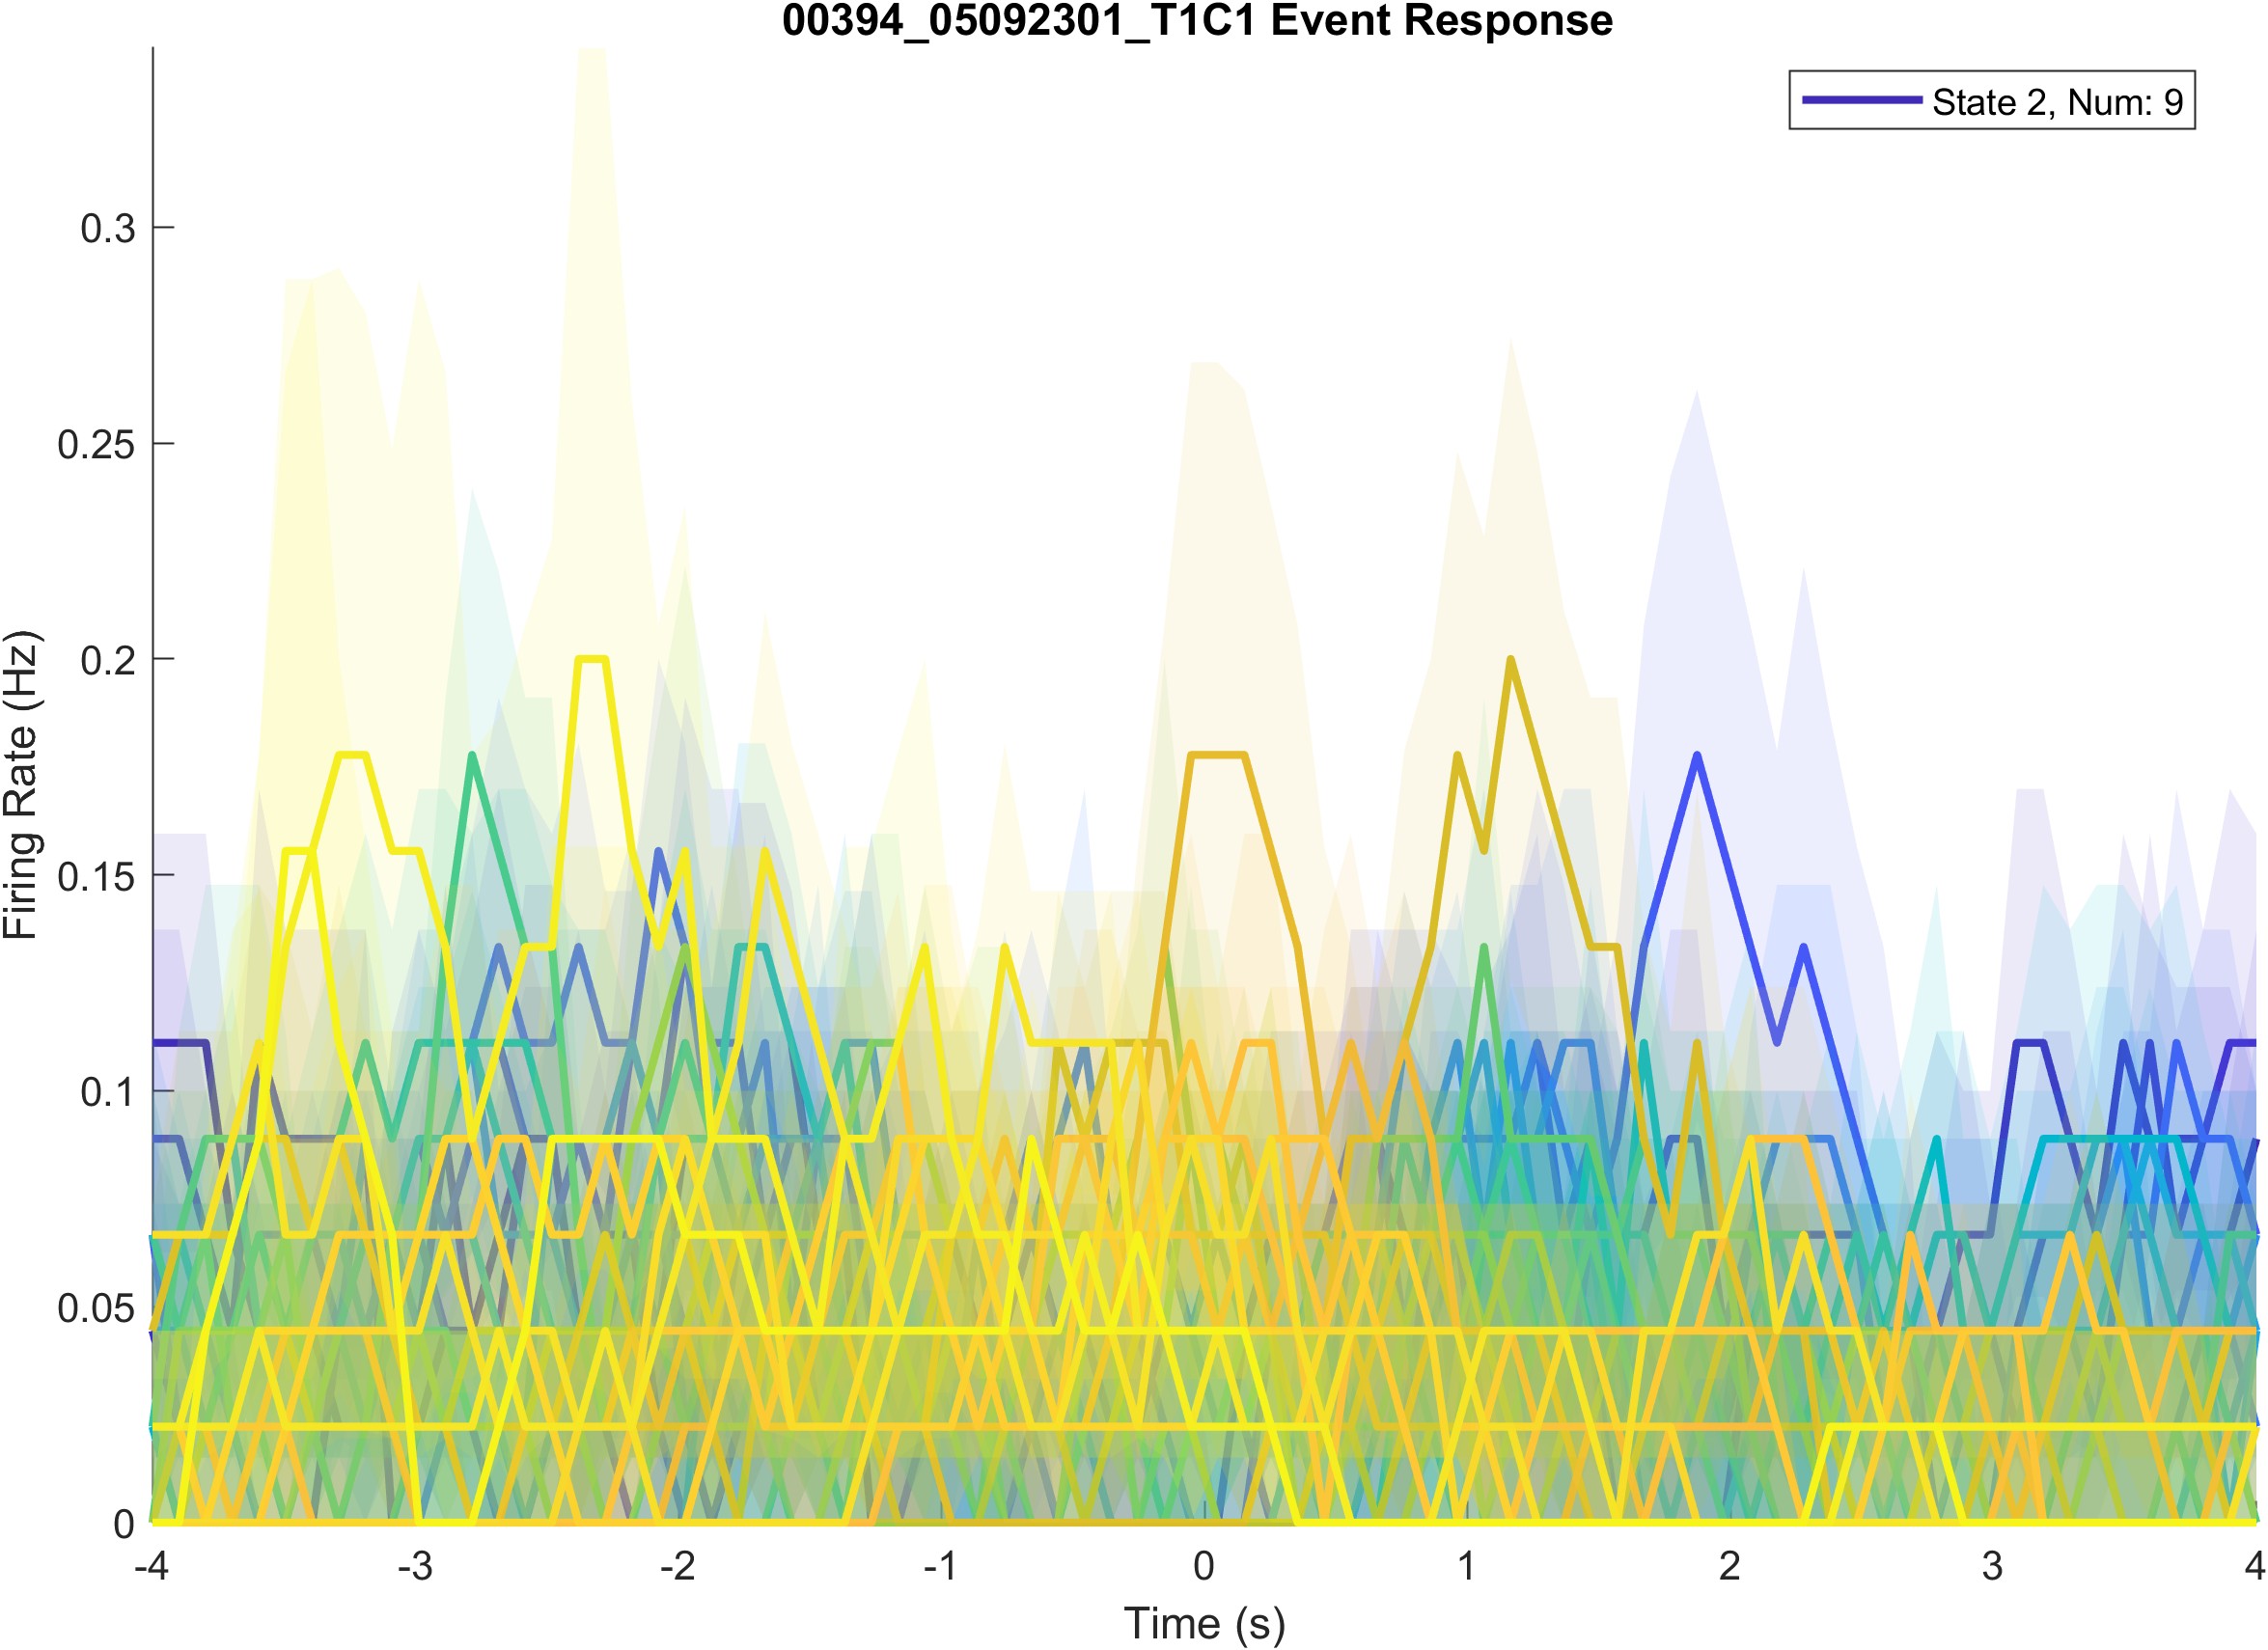 00394_05092301_T1C1 Event Response
State 2, Num: 9
Firing Rate (Hz)
0.3
0.25
0.2
0.15
0.1
0.05
0
-4 -3 -2 -1 0 1 2 3 4
Time (s)